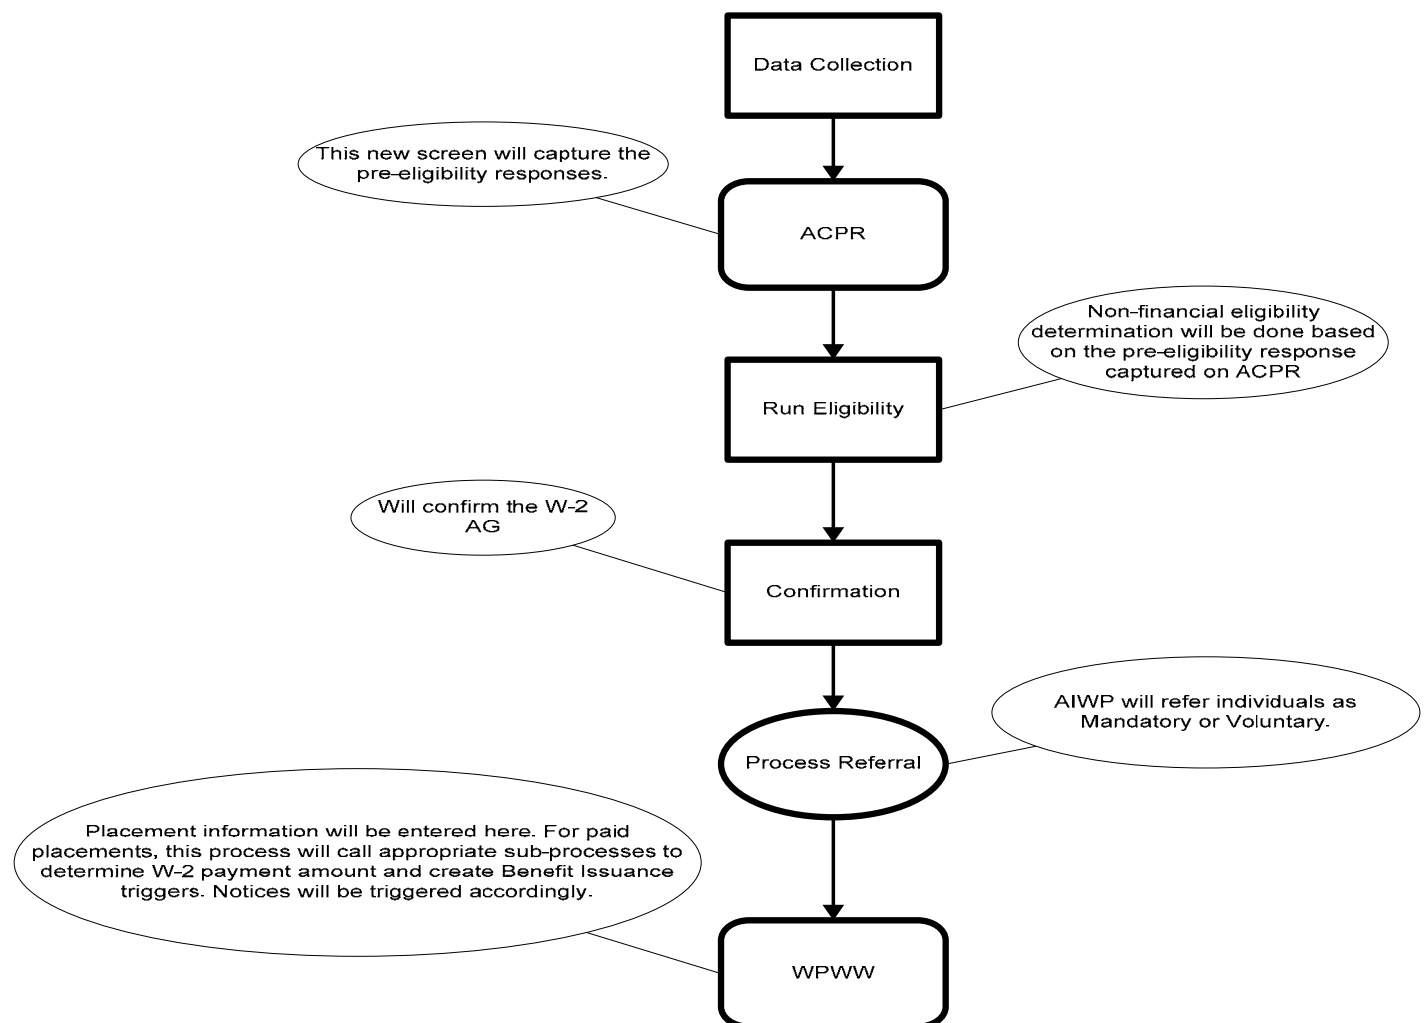 Data Collection
This new screen will capture the
pre-eligibility responses.
ACPR
Non-financial eligibility
determination will be done based
on the pre-eligibility response
captured on ACPR
Run Eligibility
Will confirm the W-2
AG
Confirmation
AIWP will refer individuals as
Mandatory or Voluntary.
Process Referral
Placement information will be entered here. For paid
placements, this process will call appropriate sub-processes to
determine W-2 payment amount and create Benefit Issuance
triggers. Notices will be triggered accordingly.
WPWW